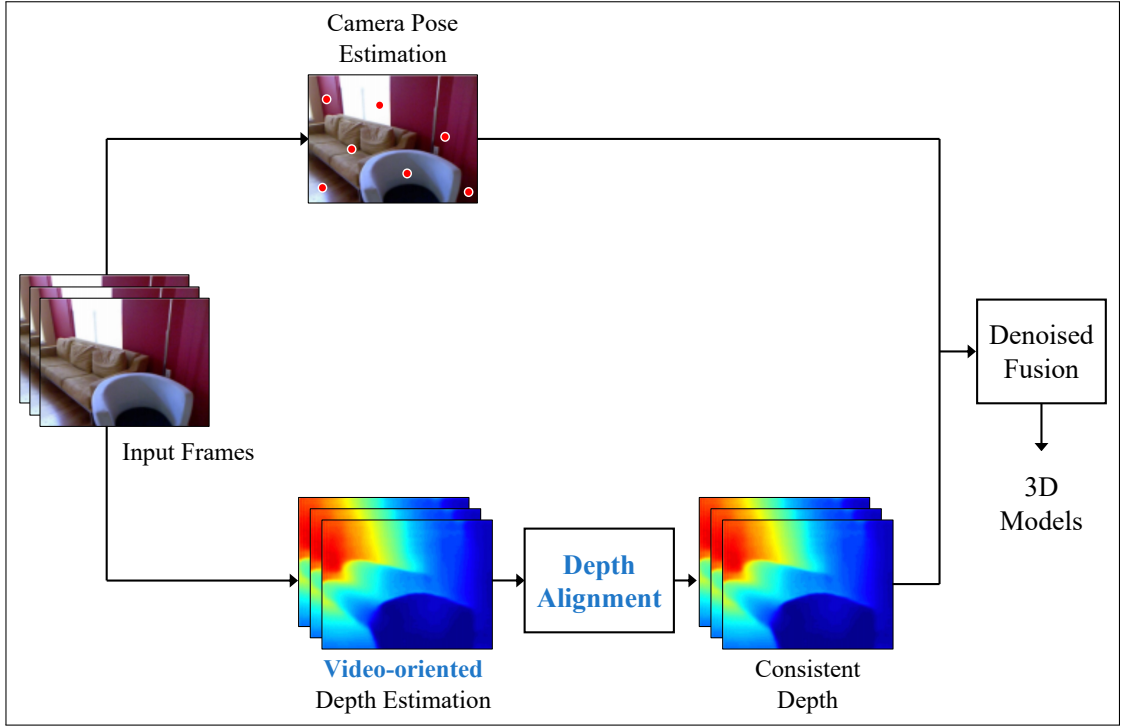 Camera Pose
Estimation
Input Frames
Video-oriented
Depth Estimation
Depth
Alignment
Consistent
Depth
Denoised
Fusion
3D
Models